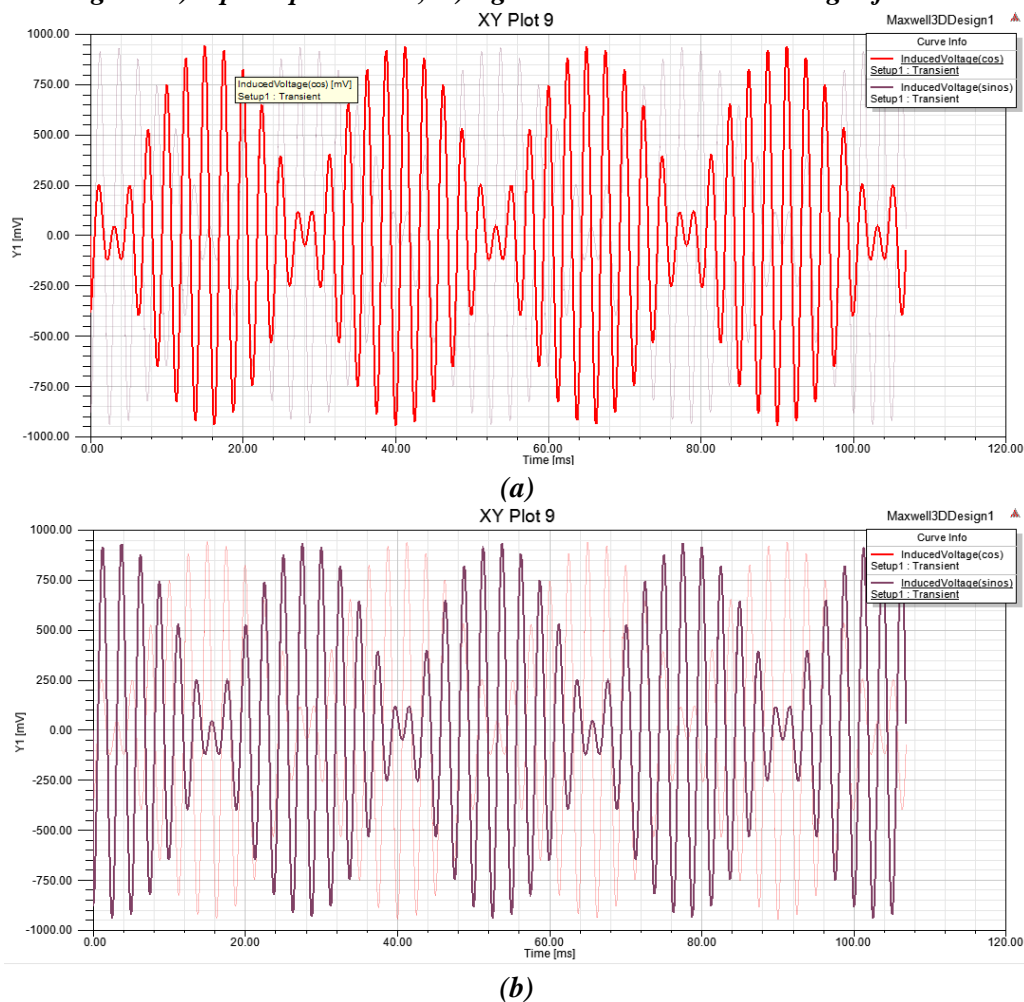 XY Plot 9
Maxwell3DDesign1
Curve Info
InducedVoltage(cos)
Setup1 : Transient
InducedVoltage(sinos)
Setup1 : Transient
InducedVoltage(cos) [mV]
Setup1 : Transient
1000.00
750.00
500.00
250.00
0.00
-250.00
-500.00
-750.00
-1000.00
Y1 [mV]
0.00 20.00 40.00 60.00 80.00 100.00 120.00
Time [ms]
(a)
XY Plot 9
Maxwell3DDesign1
Curve Info
InducedVoltage(cos)
Setup1 : Transient
InducedVoltage(sinos)
Setup1 : Transient
1000.00
750.00
500.00
250.00
0.00
-250.00
-500.00
-750.00
-1000.00
Y1 [mV]
0.00 20.00 40.00 60.00 80.00 100.00 120.00
Time [ms]
(b)